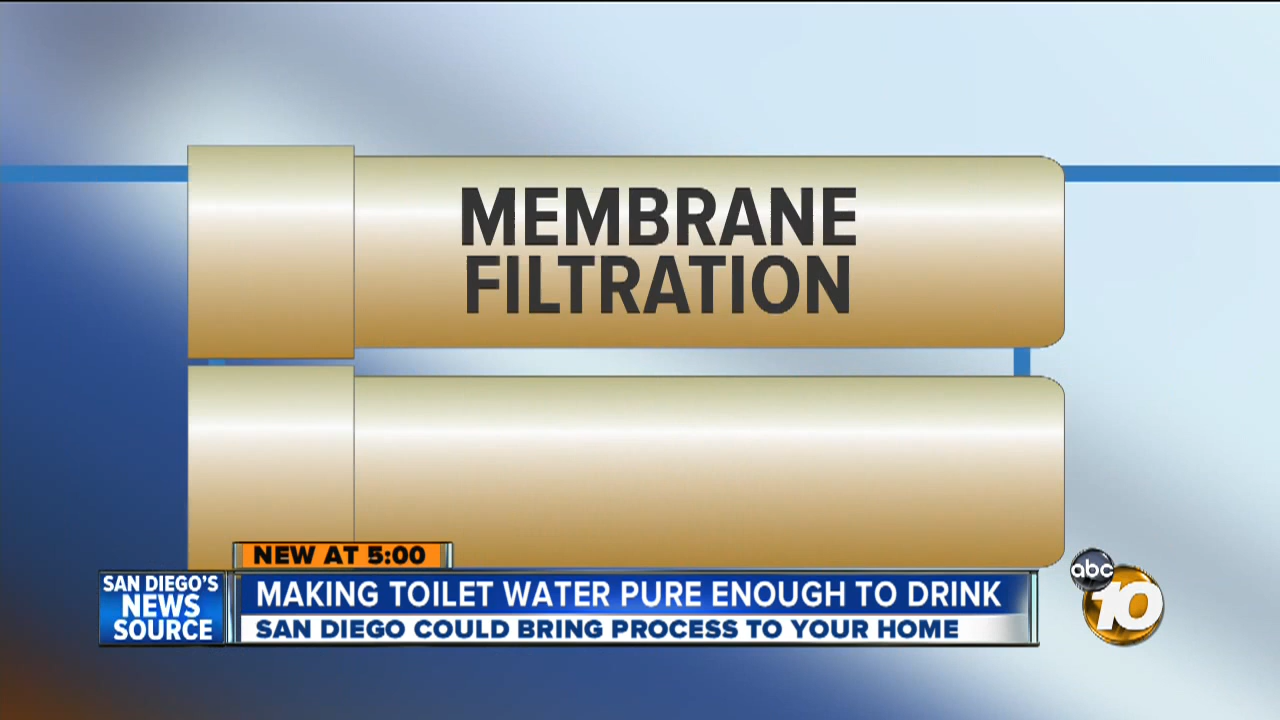 MEMBRANE
FILTRATION
NEW AT 5:00
SAN DIEGO'S
NEWS
SOURCE
MAKING TOILET WATER PURE ENOUGH TO DRINK
SAN DIEGO COULD BRING PROCESS TO YOUR HOME
abc
10